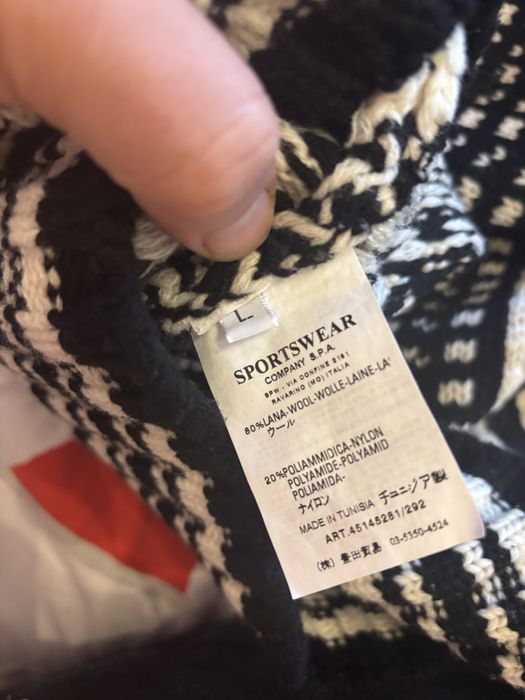 L
SPORTSWEAR
COMPANY S.P.A.
SPW - VIA CONFINE 2161
RAVARINO (MO) ITALIA
80%LANA-WOOL-WOLLE-LAINE-LA
ウール
20%POLIAMMIDICA-NYLON
POLYAMIDE-POLYAMID
POLIAMIDA-
ナイロン
MADE IN TUNISIA チュニジア製
ART.45145281/292
(株) 豊田貿易 03-5350-4524